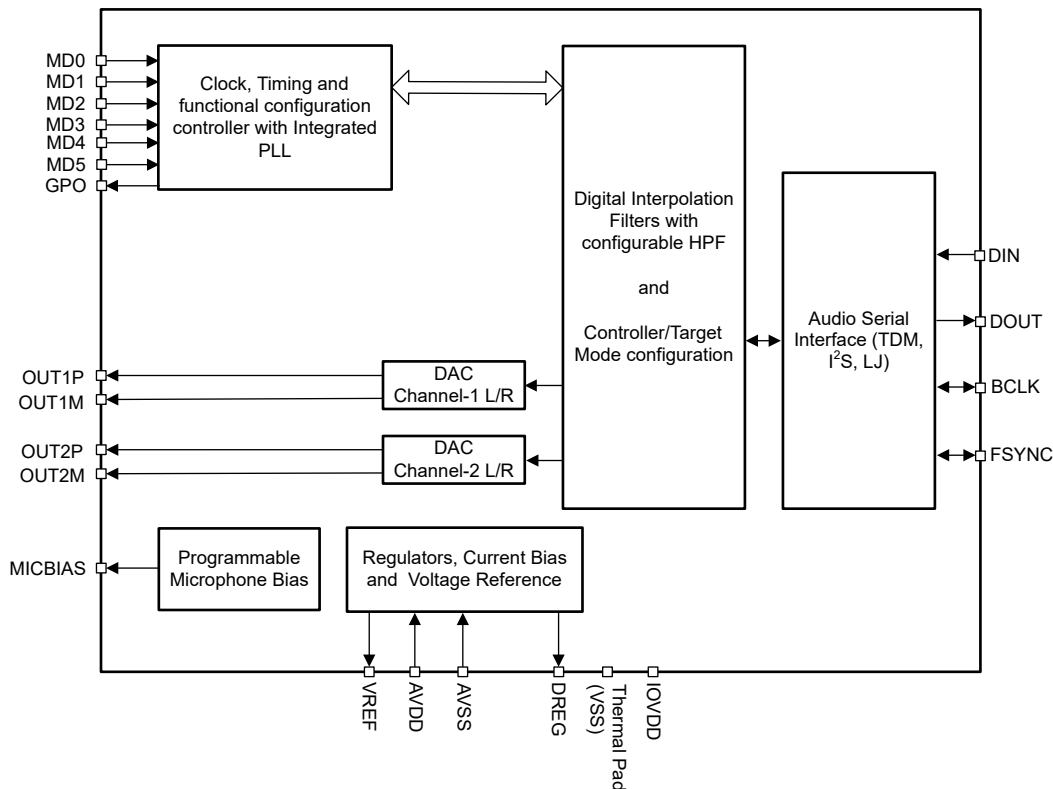 MD0
MD1
MD2
MD3
MD4
MD5
GPO
Clock, Timing and
functional configuration
controller with Integrated
PLL
Digital Interpolation
Filters with
configurable HPF
and
Controller/Target
Mode configuration
Audio Serial
Interface (TDM,
I²S, LJ)
DIN
DOUT
BCLK
FSYNC
OUT1P
OUT1M
DAC
Channel-1 L/R
OUT2P
OUT2M
DAC
Channel-2 L/R
MICBIAS
Programmable
Microphone Bias
Regulators, Current Bias
and Voltage Reference
VREF
AVDD
AVSS
DREG
Thermal Pad
(VSS)
IOVDD